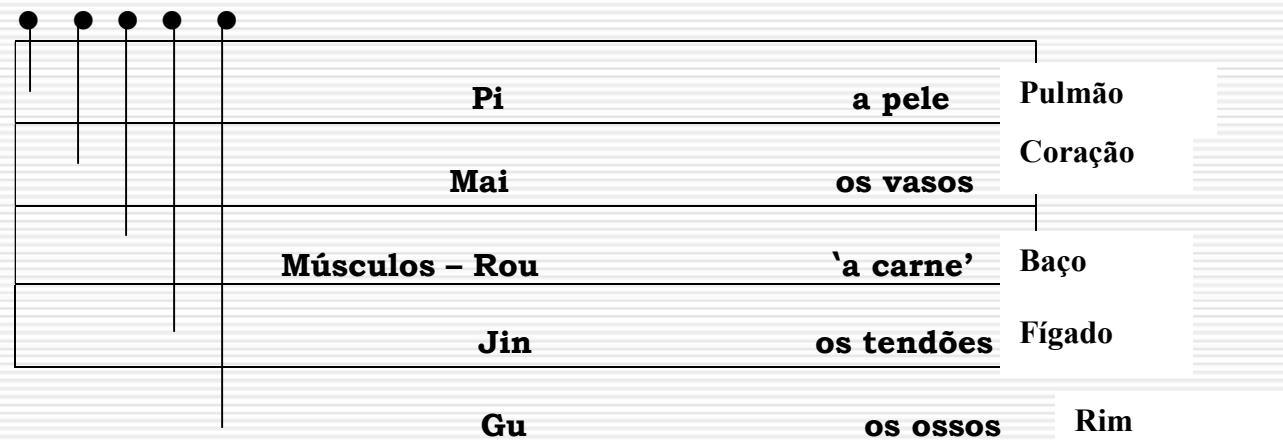 Pi a pele Pulmão
Coração
Mai os vasos
Músculos – Rou ‘a carne’ Baço
Jin os tendões Fígado
Gu os ossos Rim